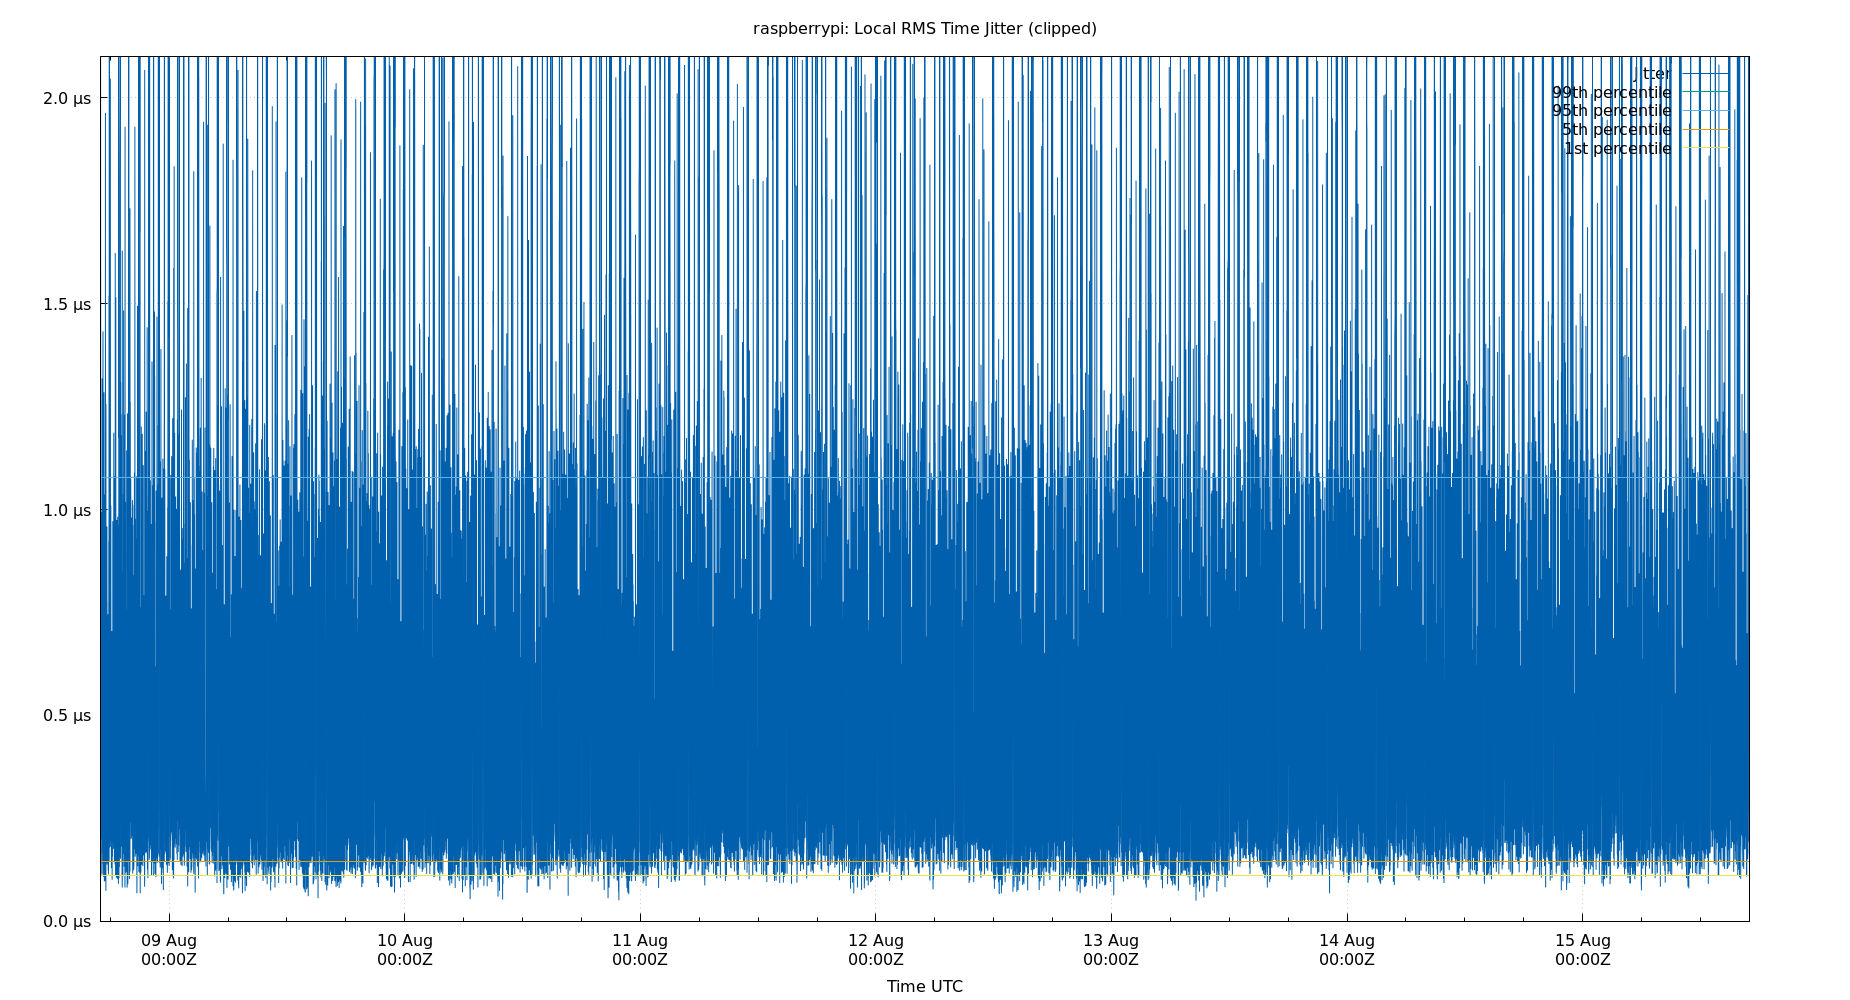 raspberrypi: Local RMS Time Jitter (clipped)
jitter
99th percentile
95th percentile
5th percentile
1st percentile
2.0 µs
1.5 µs
1.0 µs
0.5 µs
0.0 µs
09 Aug 10 Aug 11 Aug 12 Aug 13 Aug 14 Aug 15 Aug
00:00Z 00:00Z 00:00Z 00:00Z 00:00Z 00:00Z 00:00Z
Time UTC